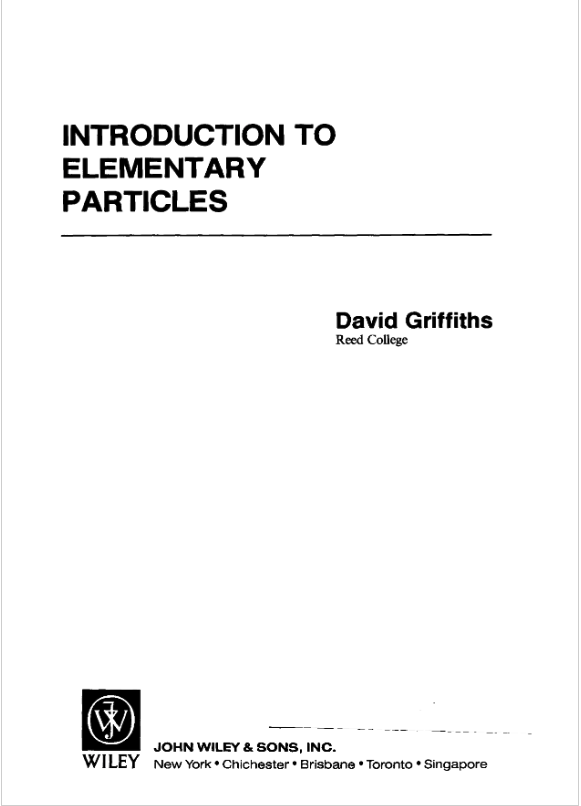 INTRODUCTION TO
ELEMENTARY
PARTICLES
David Griffiths
Reed College
JOHN WILEY & SONS, INC.
WILEY
New York • Chichester • Brisbane • Toronto • Singapore